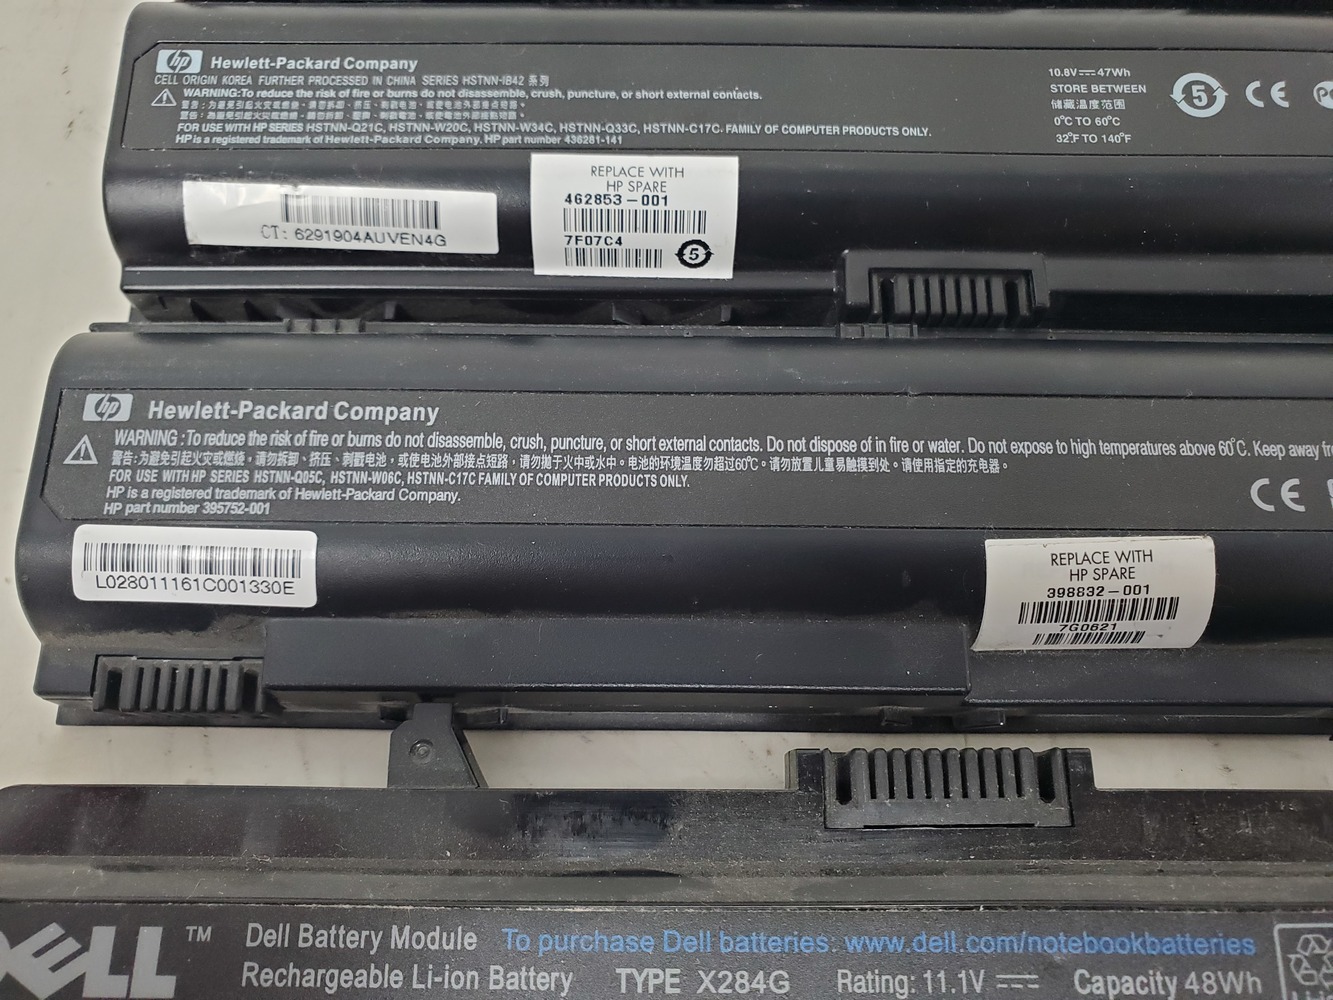 hp Hewlett-Packard Company
CELL ORIGIN KOREA FURTHER PROCESSED IN CHINA SERIES HSTNN-IB42 系列
WARNING:To reduce the risk of fire or burns do not disassemble, crush, puncture, or short external contacts.
FOR USE WITH HP SERIES HSTNN-Q21C, HSTNN-W20C, HSTNN-W34C, HSTNN-Q33C, HSTNN-C17C. FAMILY OF COMPUTER PRODUCTS ONLY.
HP is a registered trademark of Hewlett-Packard Company. HP part number 436281-141
10.8V 47Wh
STORE BETWEEN
储藏温度范围
0°C TO 60°C
32°F TO 140°F
5
CE
CT: 6291904AUVEN4G
REPLACE WITH
HP SPARE
462853-001
7F07C4
5
hp Hewlett-Packard Company
WARNING :To reduce the risk of fire or burns do not disassemble, crush, puncture, or short external contacts. Do not dispose of in fire or water. Do not expose to high temperatures above 60°C. Keep away
警告:为避免引起火灾或燃烧，请勿拆卸、挤压、刺戳电池，或使电池外部接点短路，请勿抛于火中或水中。电池的环境温度勿超过60°C。请勿放置儿童易触摸到处。请使用指定的充电器。
FOR USE WITH HP SERIES HSTNN-Q05C, HSTNN-W06C, HSTNN-C17C FAMILY OF COMPUTER PRODUCTS ONLY.
HP is a registered trademark of Hewlett-Packard Company.
HP part number 395752-001
CE
L028011161C001330E
REPLACE WITH
HP SPARE
398832-001
7G0621
DELL™
Dell Battery Module To purchase Dell batteries: www.dell.com/notebookbatteries
Rechargeable Li-ion Battery TYPE X284G Rating: 11.1V Capacity 48Wh